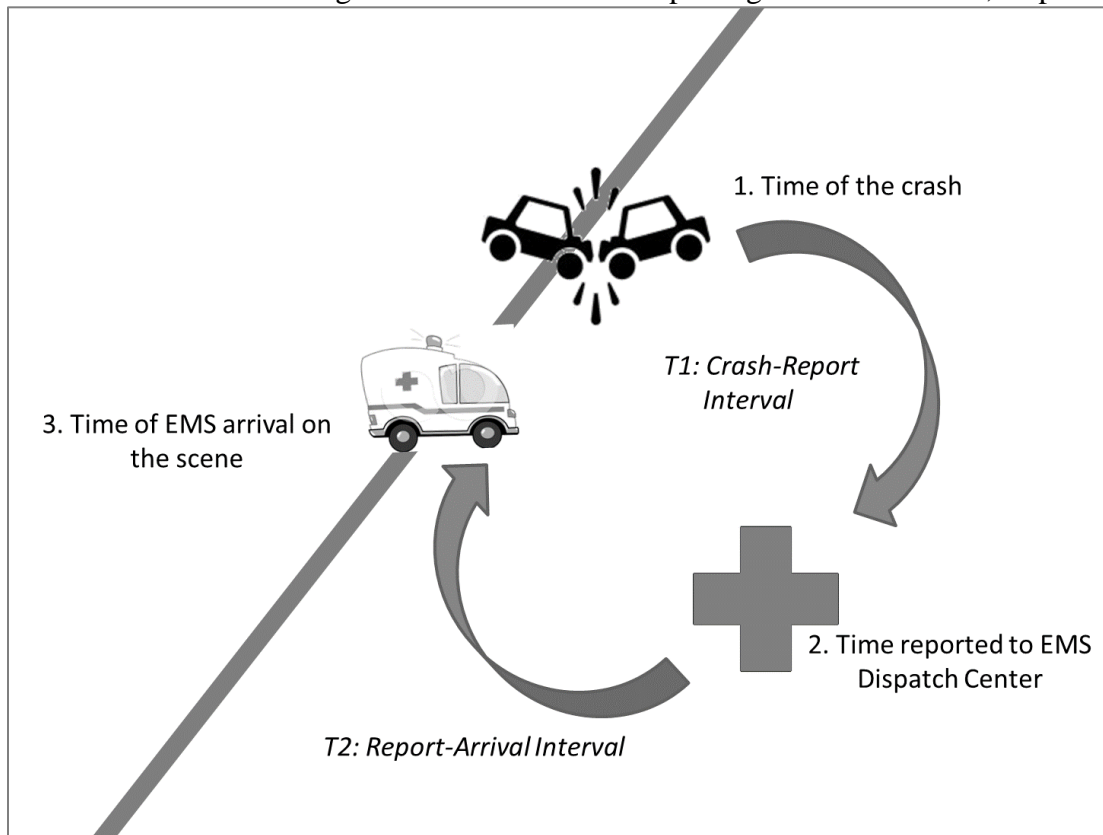 1. Time of the crash
T1: Crash-Report
Interval
3. Time of EMS arrival on
the scene
2. Time reported to EMS
Dispatch Center
T2: Report-Arrival Interval